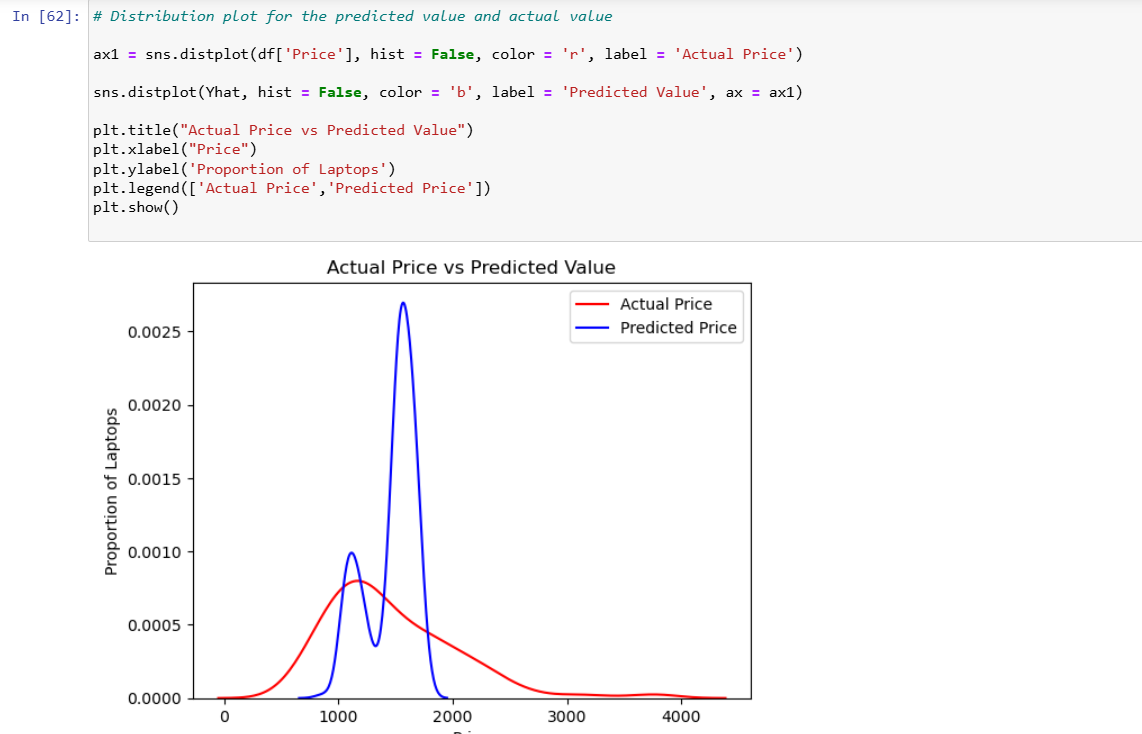 In [62]: # Distribution plot for the predicted value and actual value
ax1 = sns.distplot(df['Price'], hist = False, color = 'r', label = 'Actual Price')
sns.distplot(Yhat, hist = False, color = 'b', label = 'Predicted Value', ax = ax1)
plt.title("Actual Price vs Predicted Value")
plt.xlabel("Price")
plt.ylabel('Proportion of Laptops')
plt.legend(['Actual Price','Predicted Price'])
plt.show()
Actual Price vs Predicted Value
Actual Price
Predicted Price
Proportion of Laptops
0.0025
0.0020
0.0015
0.0010
0.0005
0.0000
0 1000 2000 3000 4000